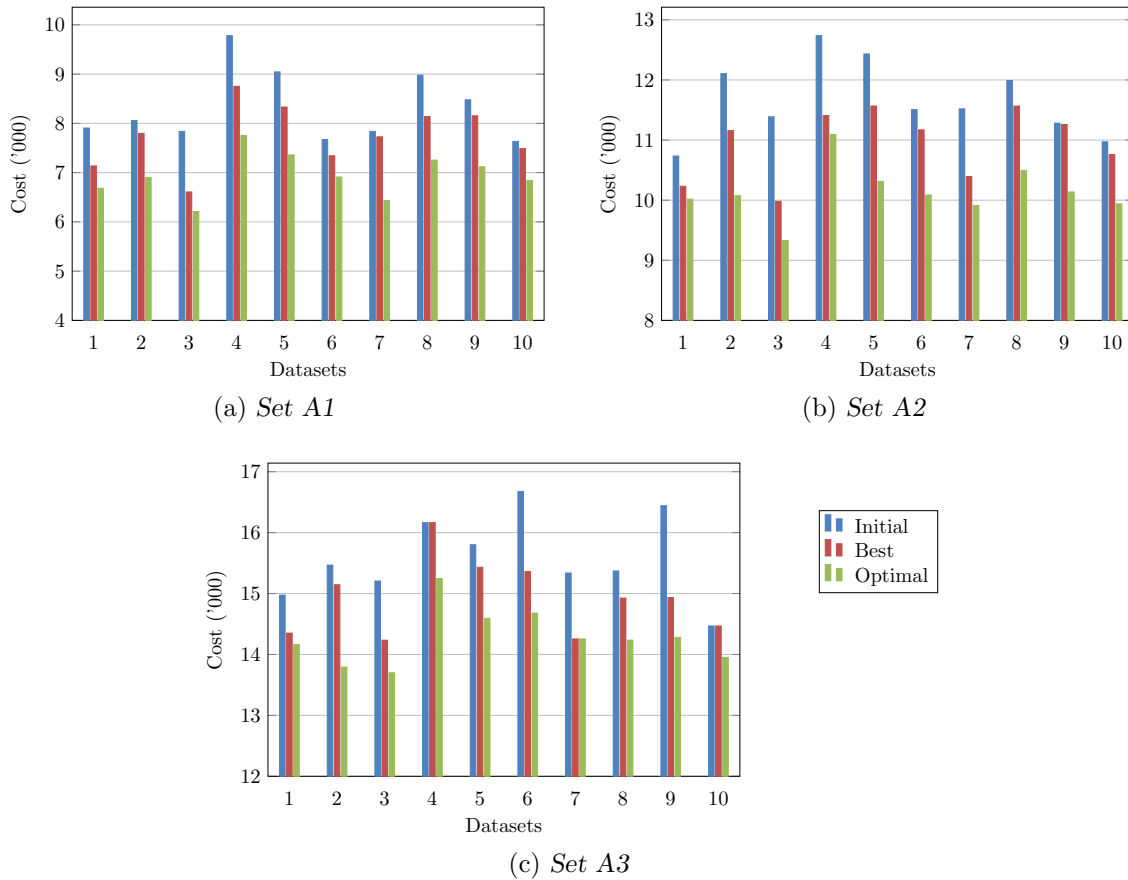 10
9
8
7
6
5
4
Cost ('000)
1 2 3 4 5 6 7 8 9 10
Datasets
(a) Set A1
13
12
11
10
9
8
Cost ('000)
1 2 3 4 5 6 7 8 9 10
Datasets
(b) Set A2
17
16
15
14
13
12
Cost ('000)
1 2 3 4 5 6 7 8 9 10
Datasets
(c) Set A3
Initial
Best
Optimal